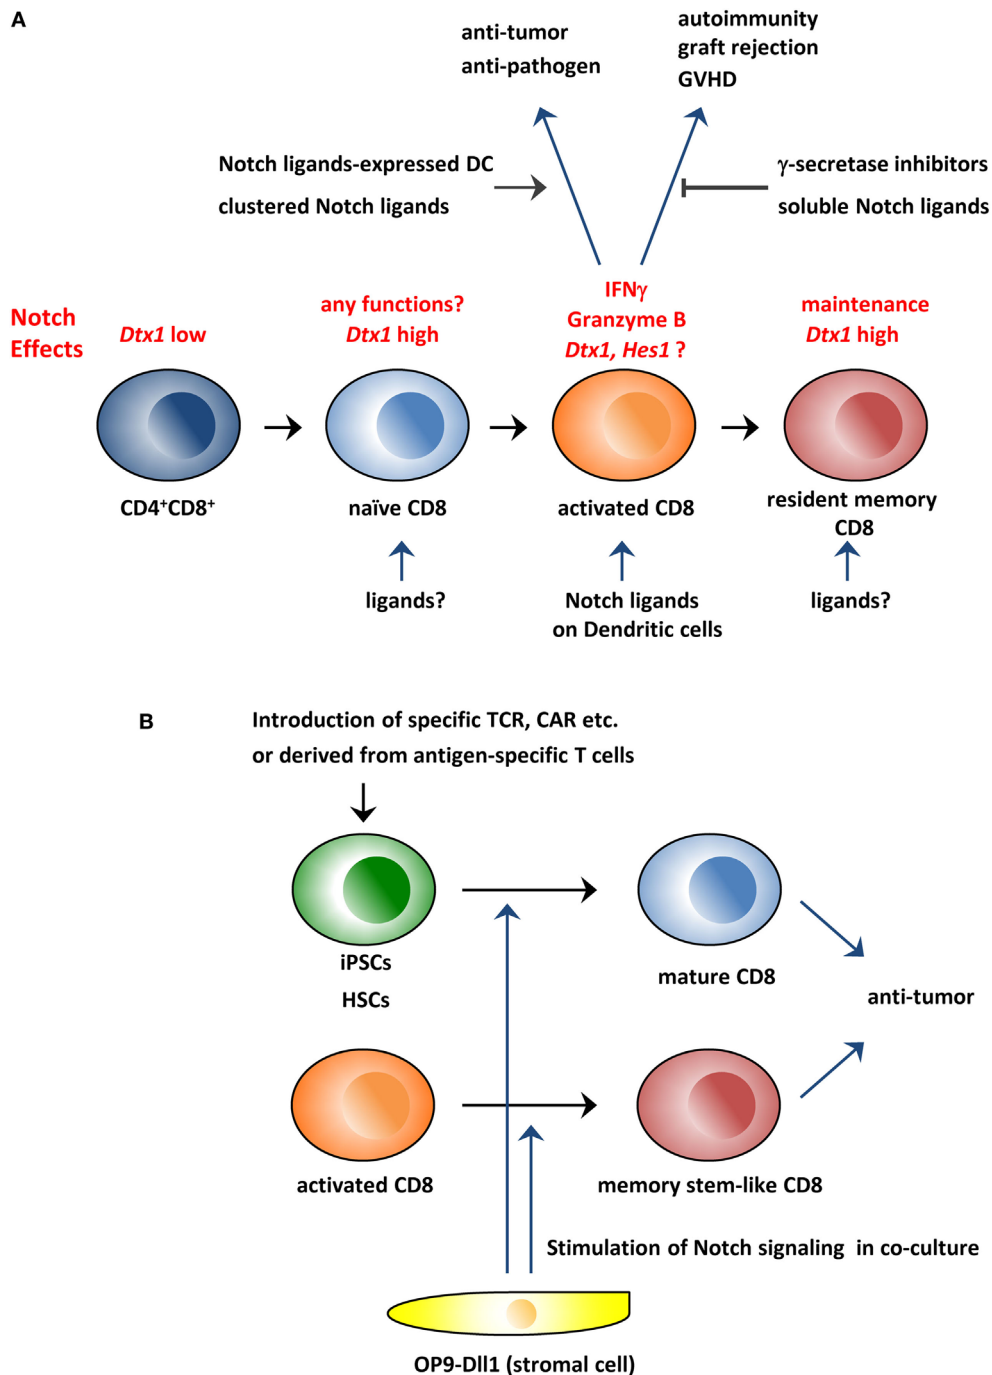 A
anti-tumor
anti-pathogen
autoimmunity
graft rejection
GVHD
Notch ligands-expressed DC
clustered Notch ligands
γ-secretase inhibitors
soluble Notch ligands
Notch
Effects
Dtx1 low
any functions?
Dtx1 high
IFNγ
Granzyme B
Dtx1, Hes1 ?
maintenance
Dtx1 high
CD4⁺CD8⁺
naïve CD8
activated CD8
resident memory
CD8
ligands?
Notch ligands
on Dendritic cells
ligands?
B
Introduction of specific TCR, CAR etc.
or derived from antigen-specific T cells
iPSCs
HSCs
mature CD8
anti-tumor
activated CD8
memory stem-like CD8
Stimulation of Notch signaling in co-culture
OP9-Dll1 (stromal cell)